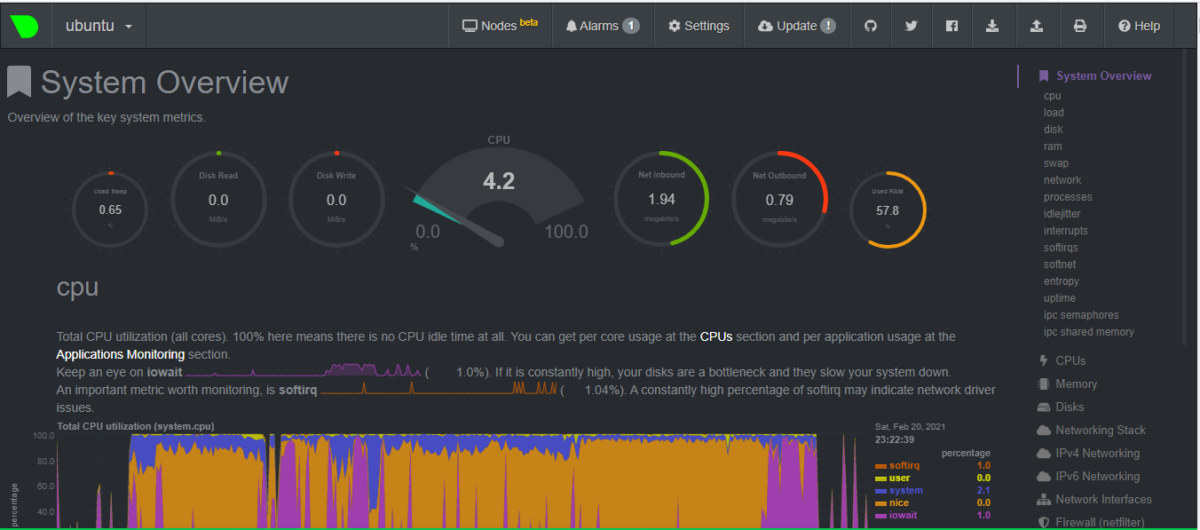 ubuntu
Nodes beta
Alarms 1
Settings
Update !
Help
System Overview
Overview of the key system metrics.
Used Swap
0.65
%
Disk Read
0.0
MiB/s
Disk Write
0.0
MiB/s
CPU
4.2
0.0
100.0
%
Net Inbound
1.94
megabits/s
Net Outbound
0.79
megabits/s
Used RAM
57.8
%
cpu
Total CPU utilization (all cores). 100% here means there is no CPU idle time at all. You can get per core usage at the CPUs section and per application usage at the
Applications Monitoring section.
Keep an eye on iowait ( 1.0%). If it is constantly high, your disks are a bottleneck and they slow your system down.
An important metric worth monitoring, is softirq ( 1.04%). A constantly high percentage of softirq may indicate network driver
issues.
Total CPU utilization (system.cpu)
100.0
80.0
60.0
40.0
percentage
Sat, Feb 20, 2021
23:22:39
percentage
softirq 1.0
user 0.0
system 2.1
nice 0.0
iowait 1.0
System Overview
cpu
load
disk
ram
swap
network
processes
idlejitter
interrupts
softirqs
softnet
entropy
uptime
ipc semaphores
ipc shared memory
CPUs
Memory
Disks
Networking Stack
IPv4 Networking
IPv6 Networking
Network Interfaces
Firewall (netfilter)